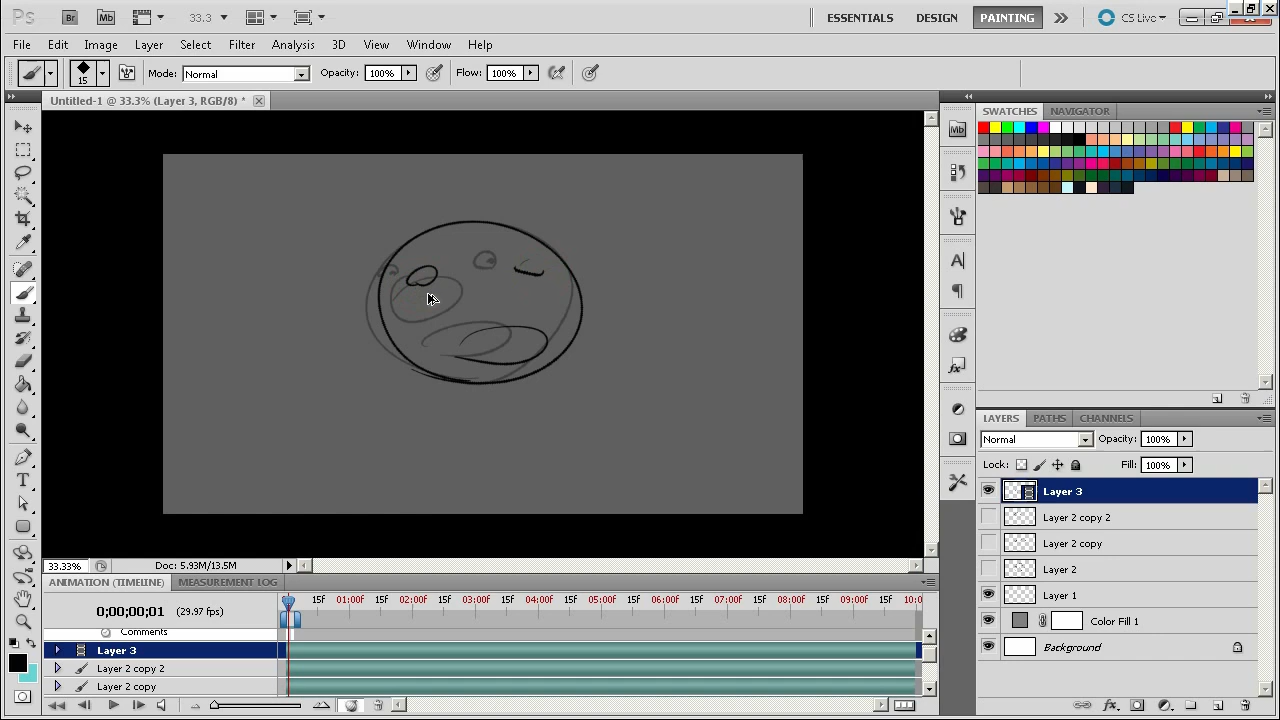 Ps Br Mb 33.3 ESSENTIALS DESIGN PAINTING CS Live
File Edit Image Layer Select Filter Analysis 3D View Window Help
15 Mode: Normal Opacity: 100% Flow: 100%
Untitled-1 @ 33.3% (Layer 3, RGB/8) *
SWATCHES NAVIGATOR
Mb
A
LAYERS PATHS CHANNELS
Normal Opacity: 100%
Lock: Fill: 100%
Layer 3
Layer 2 copy 2
Layer 2 copy
Layer 2
Layer 1
Color Fill 1
Background
33.33% Doc: 5.93M/13.5M
ANIMATION (TIMELINE) MEASUREMENT LOG
0;00;00;01 (29.97 fps) 15f 01:00f 15f 02:00f 15f 03:00f 15f 04:00f 15f 05:00f 15f 06:00f 15f 07:00f 15f 08:00f 15f 09:00f 15f 10:0
Comments
Layer 3
Layer 2 copy 2
Layer 2 copy